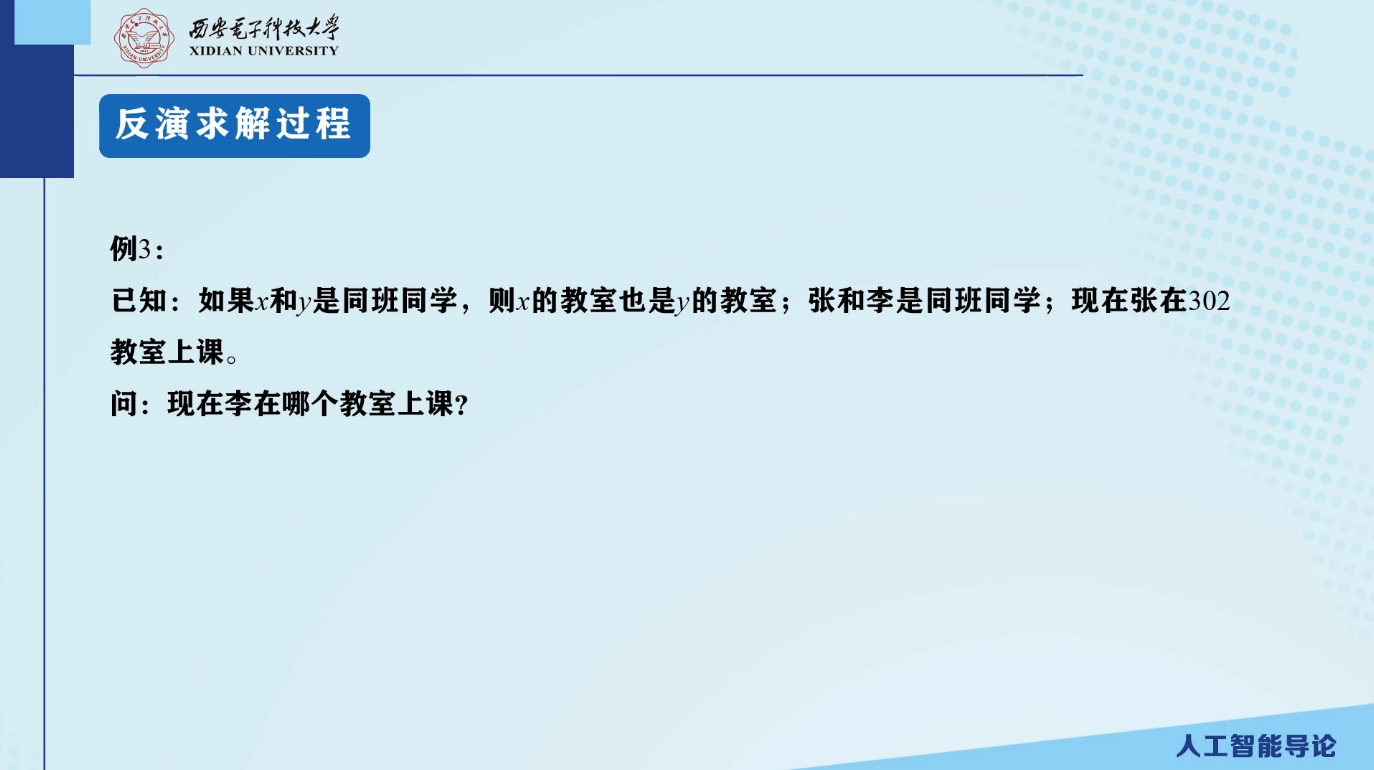 西安电子科技大学
XIDIAN UNIVERSITY
反演求解过程
例3：
已知：如果x和y是同班同学，则x的教室也是y的教室；张和李是同班同学；现在张在302
教室上课。
问：现在李在哪个教室上课?
人工智能导论